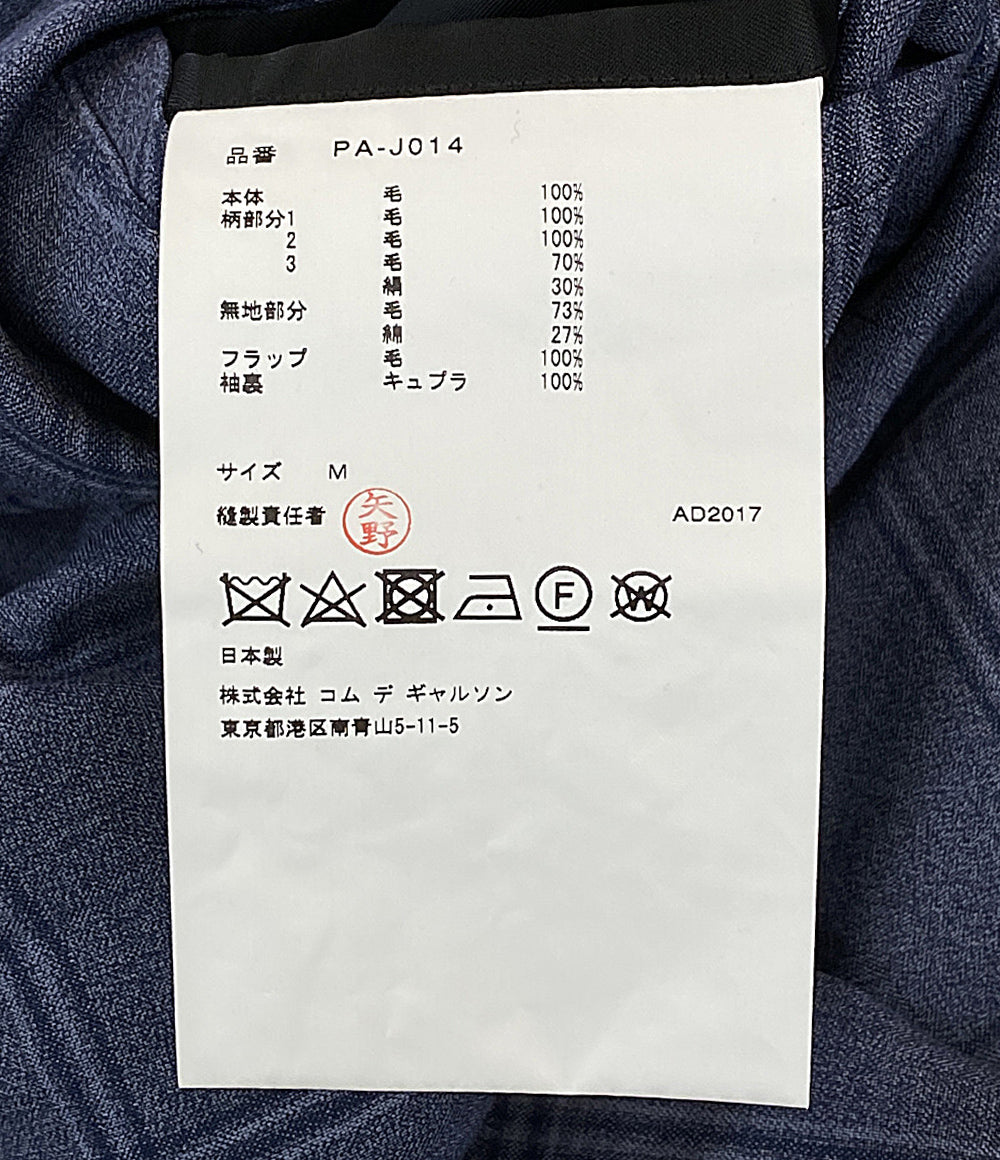 品番 PA-J014
本体 毛 100%
柄部分1 毛 100%
2 毛 100%
3 毛 70%
絹 30%
無地部分 毛 73%
綿 27%
フラップ 毛 100%
袖裏 キュプラ 100%
サイズ M
縫製責任者 矢野 AD2017
F W
日本製
株式会社 コム デ ギャルソン
東京都港区南青山5-11-5